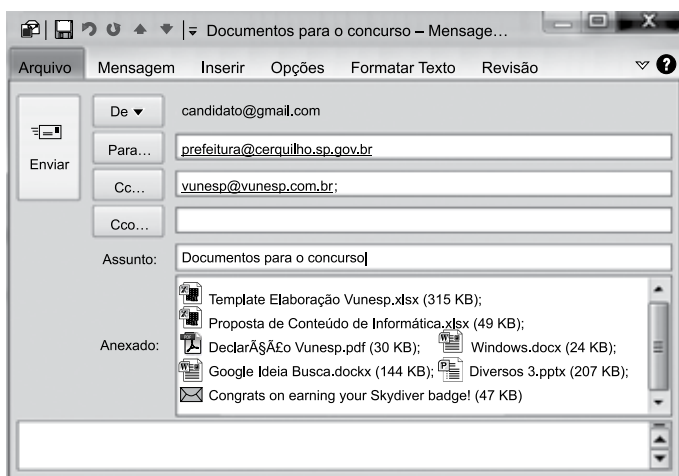 Documentos para o concurso – Mensage...
Arquivo Mensagem Inserir Opções Formatar Texto Revisão
De candidato@gmail.com
Enviar
Para... prefeitura@cerquilho.sp.gov.br
Cc... vunesp@vunesp.com.br;
Cco...
Assunto: Documentos para o concurso
Template Elaboração Vunesp.xlsx (315 KB);
Proposta de Conteúdo de Informática.xlsx (49 KB);
Anexado: DeclarÃ§Ã£o Vunesp.pdf (30 KB); Windows.docx (24 KB);
Google Ideia Busca.dockx (144 KB); Diversos 3.pptx (207 KB);
Congrats on earning your Skydiver badge! (47 KB)